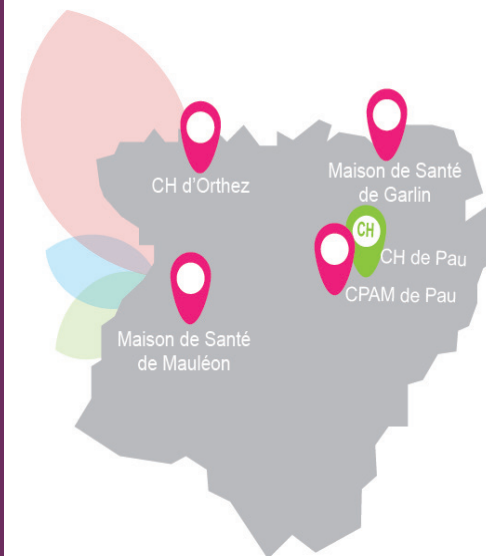 CH d'Orthez
Maison de Santé
de Garlin
CH
CH de Pau
CPAM de Pau
Maison de Santé
de Mauléon